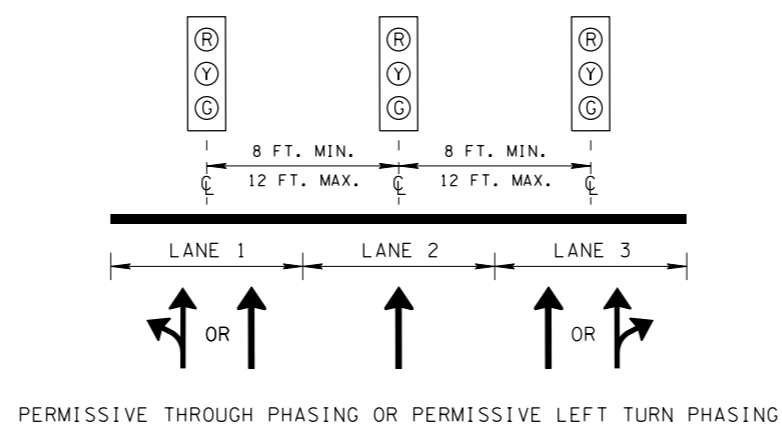 R R R
Y Y Y
G G G
8 FT. MIN. 8 FT. MIN.
℄ 12 FT. MAX. ℄ 12 FT. MAX. ℄
LANE 1 LANE 2 LANE 3
OR OR
PERMISSIVE THROUGH PHASING OR PERMISSIVE LEFT TURN PHASING